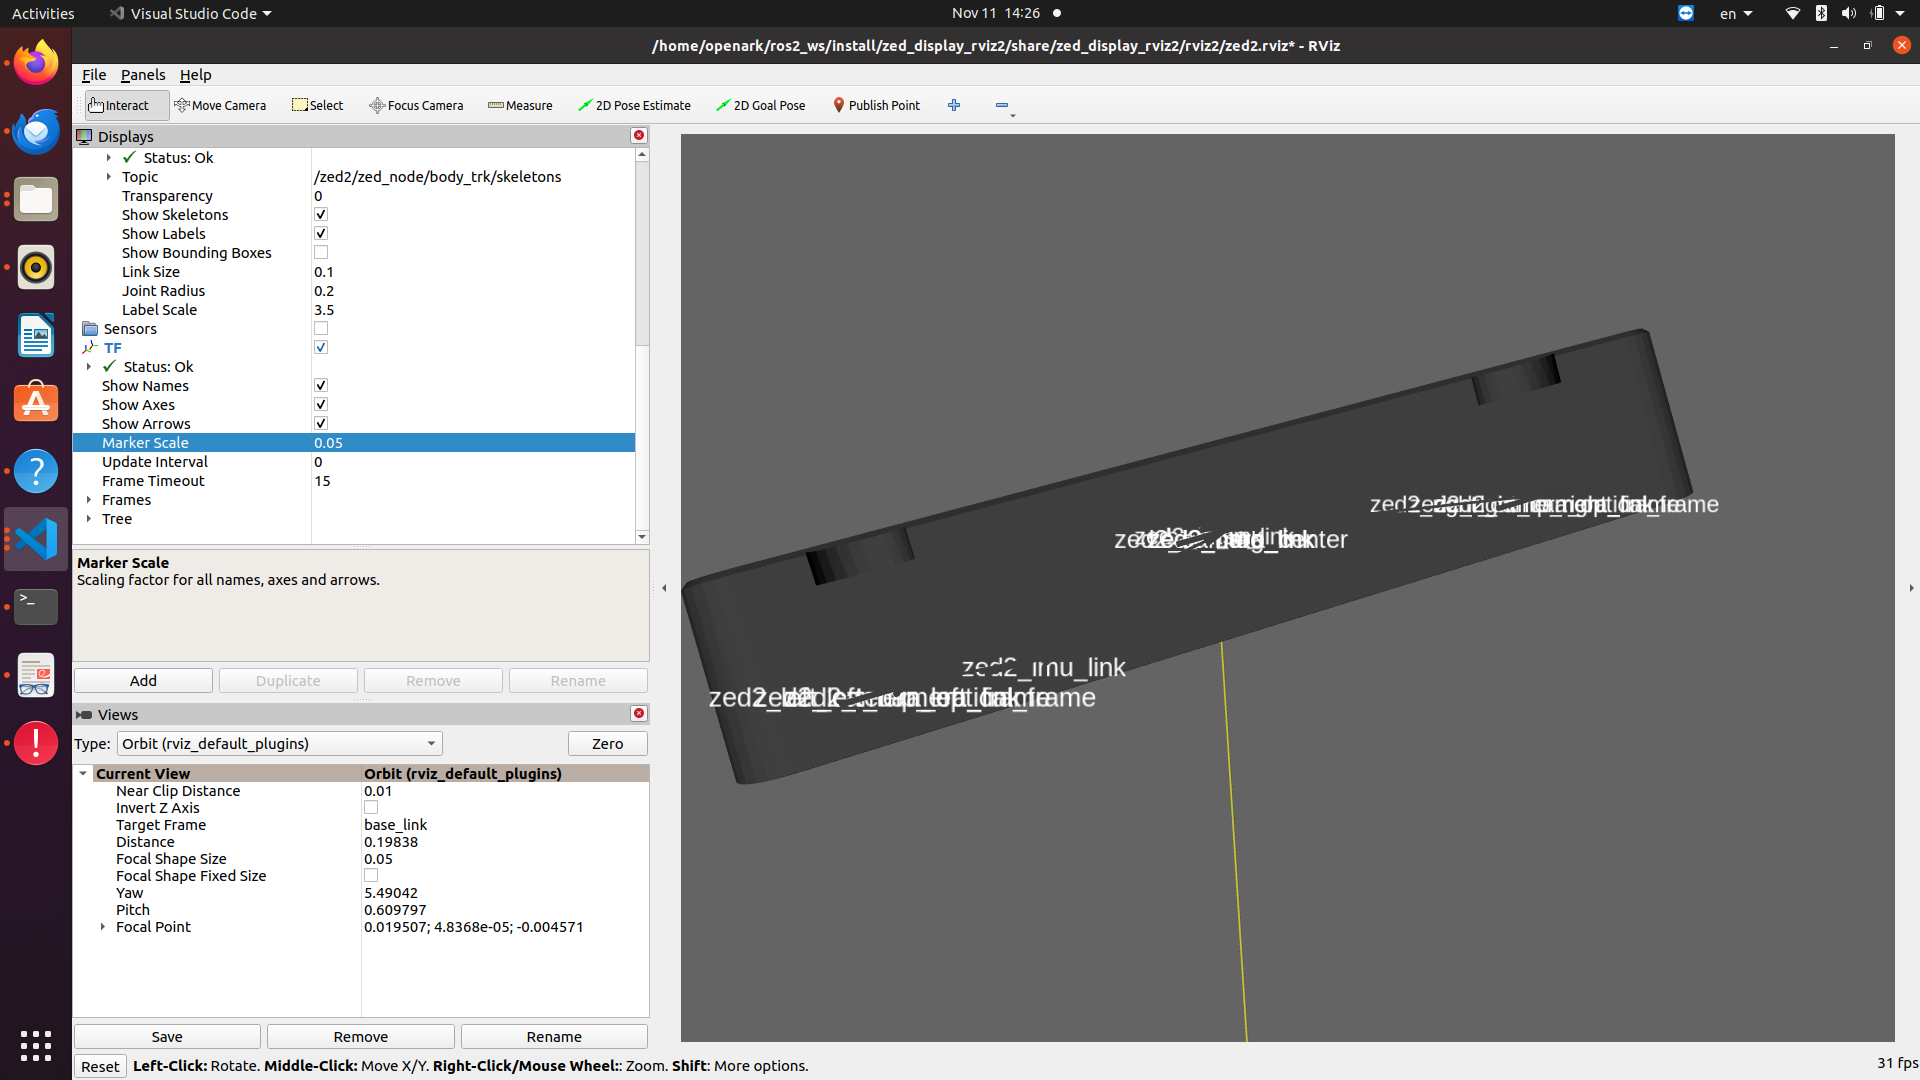 Activities
Visual Studio Code
Nov 11 14:26
en
/home/openark/ros2_ws/install/zed_display_rviz2/share/zed_display_rviz2/rviz2/zed2.rviz* - RViz
File Panels Help
Interact Move Camera Select Focus Camera Measure 2D Pose Estimate 2D Goal Pose Publish Point
Displays
Status: Ok
Topic /zed2/zed_node/body_trk/skeletons
Transparency 0
Show Skeletons
Show Labels
Show Bounding Boxes
Link Size 0.1
Joint Radius 0.2
Label Scale 3.5
Sensors
TF
Status: Ok
Show Names
Show Axes
Show Arrows
Marker Scale 0.05
Update Interval 0
Frame Timeout 15
Frames
Tree
Marker Scale
Scaling factor for all names, axes and arrows.
Add Duplicate Remove Rename
Views
Type: Orbit (rviz_default_plugins) Zero
Current View Orbit (rviz_default_plugins)
Near Clip Distance 0.01
Invert Z Axis
Target Frame base_link
Distance 0.19838
Focal Shape Size 0.05
Focal Shape Fixed Size
Yaw 5.49042
Pitch 0.609797
Focal Point 0.019507; 4.8368e-05; -0.004571
Save Remove Rename
Reset Left-Click: Rotate. Middle-Click: Move X/Y. Right-Click/Mouse Wheel:: Zoom. Shift: More options.
31 fps
zed2_imu_link